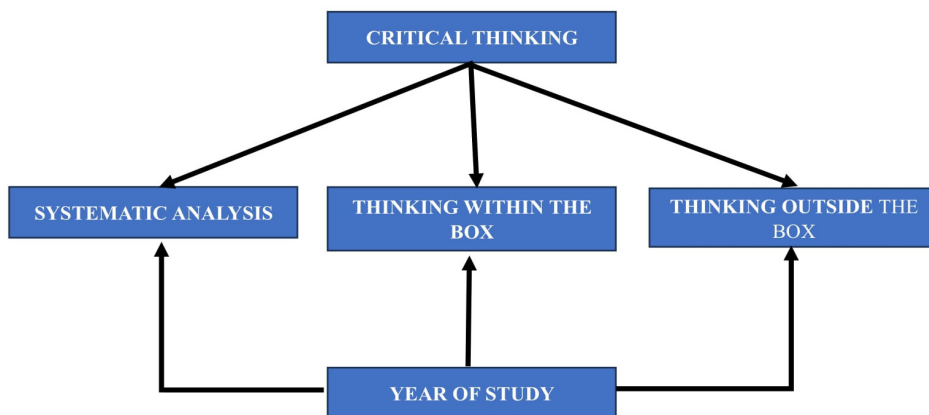 CRITICAL THINKING
SYSTEMATIC ANALYSIS
THINKING WITHIN THE
BOX
THINKING OUTSIDE THE
BOX
YEAR OF STUDY